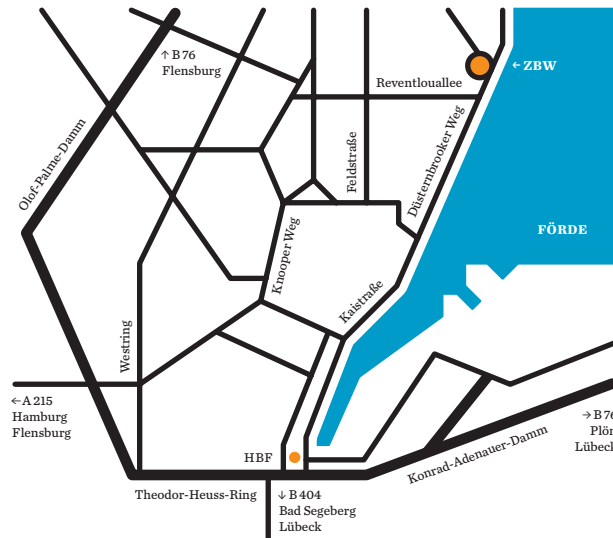 ↑ B 76
Flensburg
← ZBW
Reventlouallee
Olof-Palme-Damm
Feldstraße
Düsternbrooker Weg
FÖRDE
Knooper Weg
Kaistraße
Westring
← A 215
Hamburg
Flensburg
→ B 76
Plön
Lübeck
HBF
Konrad-Adenauer-Damm
Theodor-Heuss-Ring
↓ B 404
Bad Segeberg
Lübeck